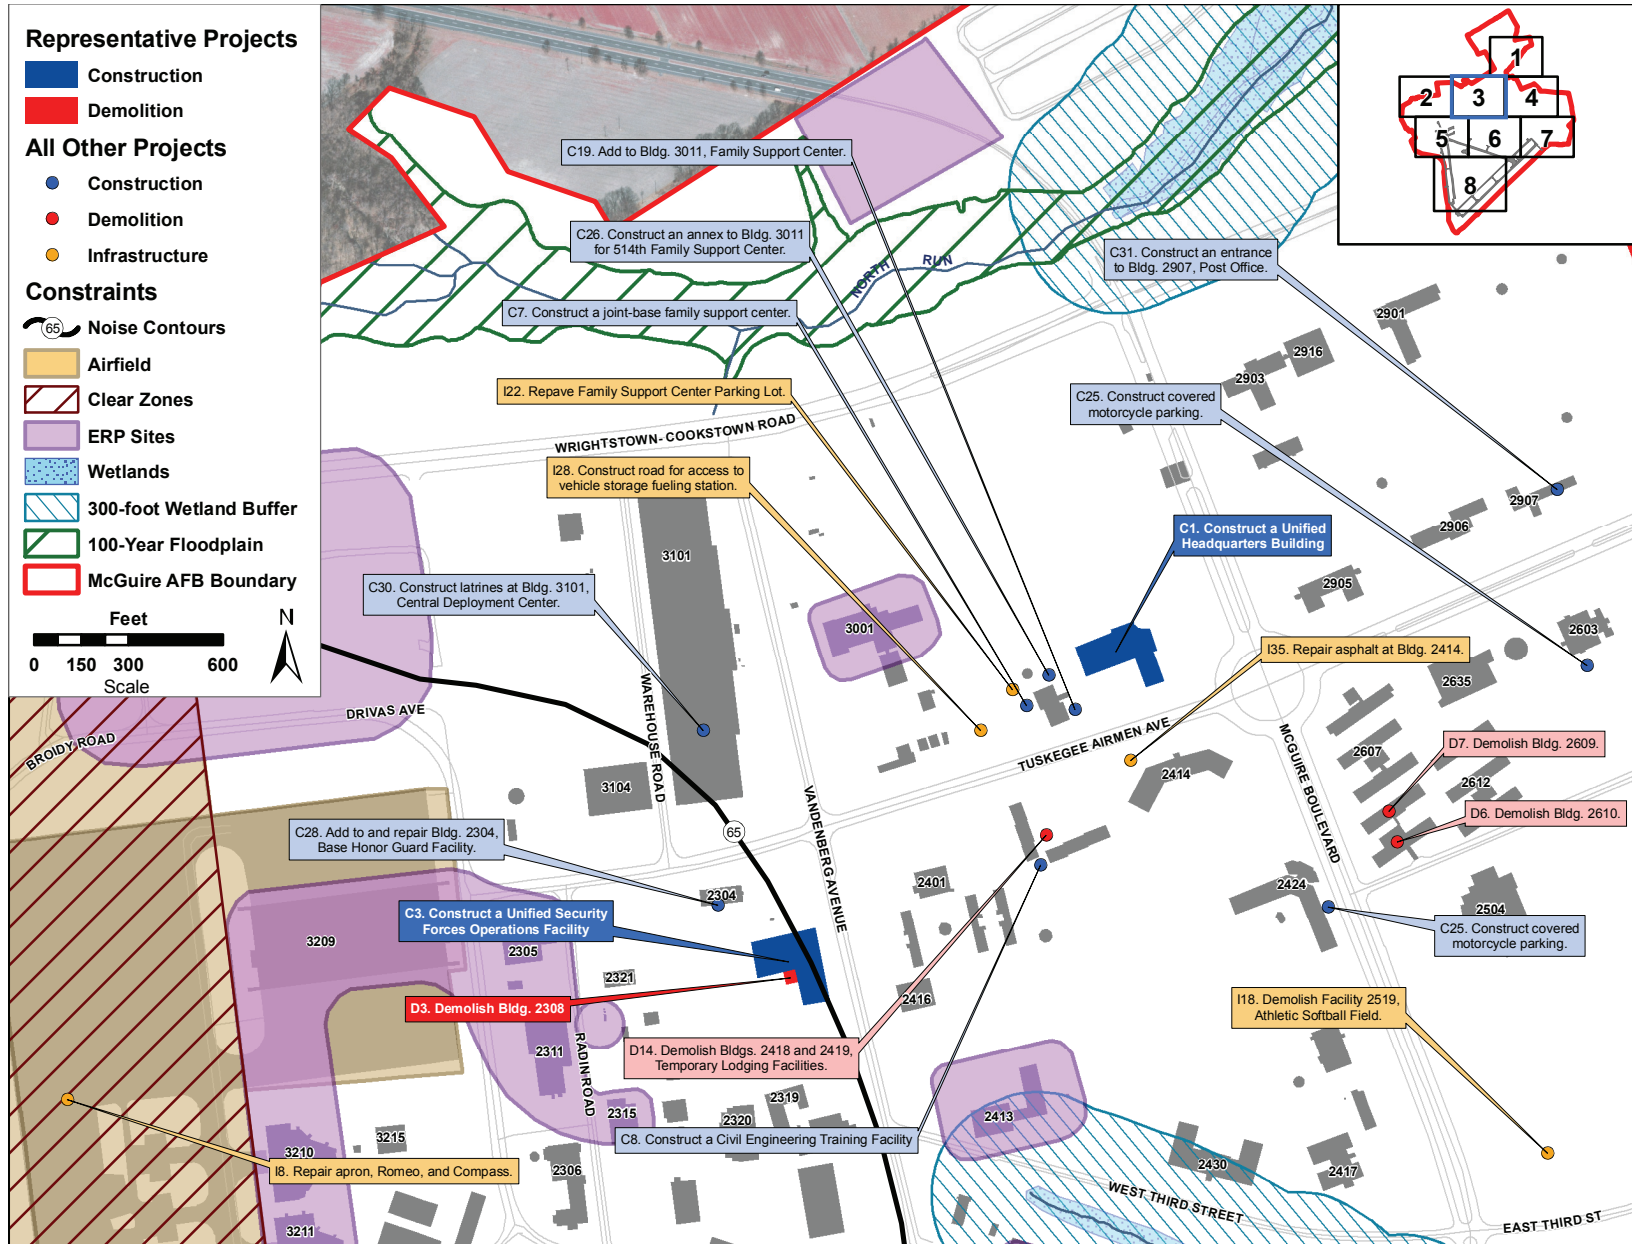 Representative Projects
Construction
Demolition
All Other Projects
Construction
Demolition
Infrastructure
Constraints
65
Noise Contours
Airfield
Clear Zones
ERP Sites
Wetlands
300-foot Wetland Buffer
100-Year Floodplain
McGuire AFB Boundary
Feet
N
0 150 300 600
Scale
1
2 3 4
5 6 7
8
C19. Add to Bldg. 3011, Family Support Center.
C26. Construct an annex to Bldg. 3011
for 514th Family Support Center.
NORTH RUN
C31. Construct an entrance
to Bldg. 2907, Post Office.
C7. Construct a joint-base family support center.
2901
2916
2903
I22. Repave Family Support Center Parking Lot.
C25. Construct covered
motorcycle parking.
WRIGHTSTOWN- COOKSTOWN ROAD
I28. Construct road for access to
vehicle storage fueling station.
2907
2906
C1. Construct a Unified
Headquarters Building
3101
C30. Construct latrines at Bldg. 3101,
Central Deployment Center.
2905
3001
2603
I35. Repair asphalt at Bldg. 2414.
2635
WAREHOUSE ROAD
DRIVAS AVE
BROIDY ROAD
TUSKEGEE AIRMEN AVE
MCGUIRE BOULEVARD
2607
D7. Demolish Bldg. 2609.
2414
2612
3104
VANDENBERG AVENUE
D6. Demolish Bldg. 2610.
65
C28. Add to and repair Bldg. 2304,
Base Honor Guard Facility.
2401
2424
2304
2504
C3. Construct a Unified Security
Forces Operations Facility
C25. Construct covered
motorcycle parking.
3209
2305
2321
2416
D3. Demolish Bldg. 2308
I18. Demolish Facility 2519,
Athletic Softball Field.
2311
RADIN ROAD
D14. Demolish Bldgs. 2418 and 2419,
Temporary Lodging Facilities.
2315
2319
2320
2413
C8. Construct a Civil Engineering Training Facility
3215
3210
I8. Repair apron, Romeo, and Compass.
2306
2430
2417
WEST THIRD STREET
EAST THIRD ST
3211